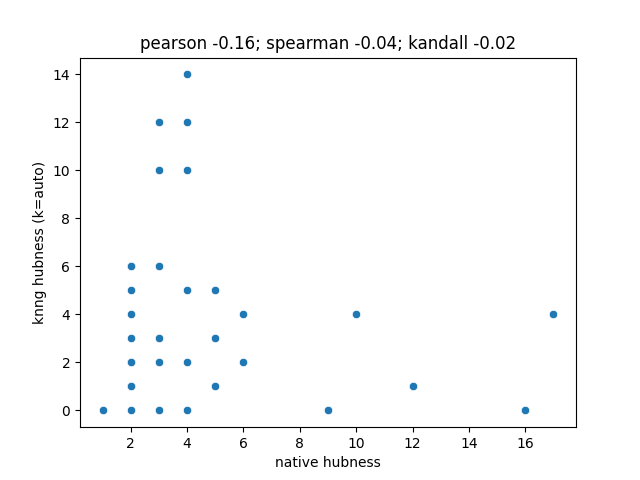 pearson -0.16; spearman -0.04; kandall -0.02
14
12
10
8
6
4
2
0
knng hubness (k=auto)
2 4 6 8 10 12 14 16
native hubness